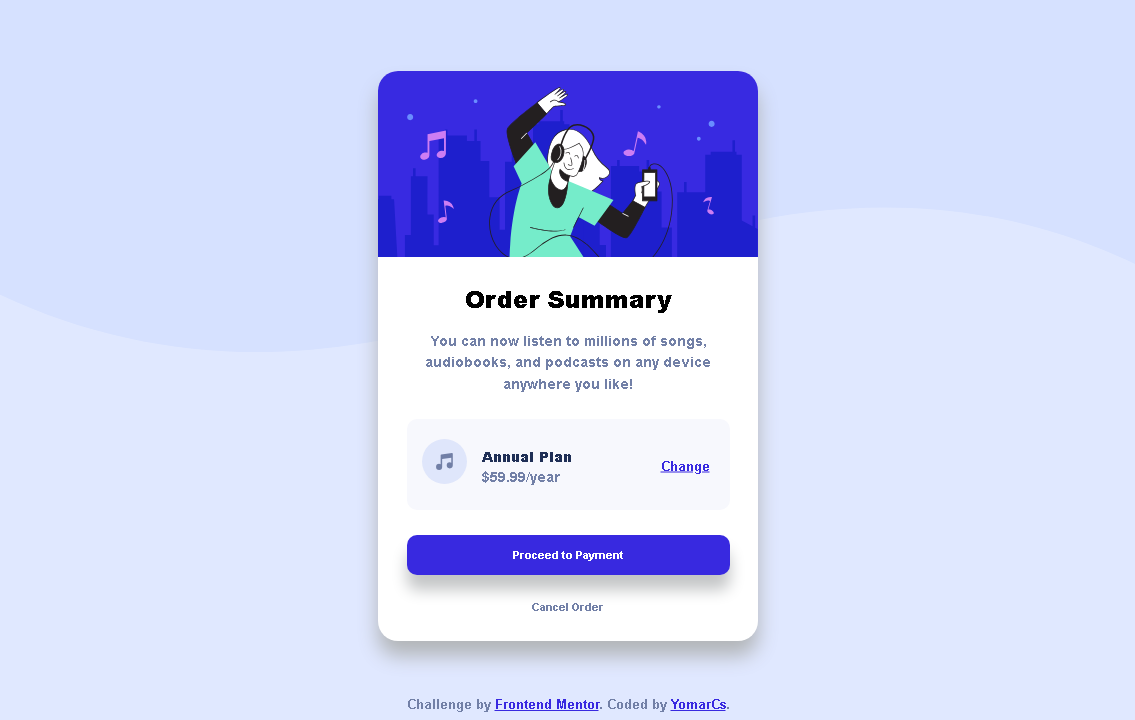 Order Summary
You can now listen to millions of songs,
audiobooks, and podcasts on any device
anywhere you like!
Annual Plan
$59.99/year
Change
Proceed to Payment
Cancel Order
Challenge by Frontend Mentor. Coded by YomarCs.